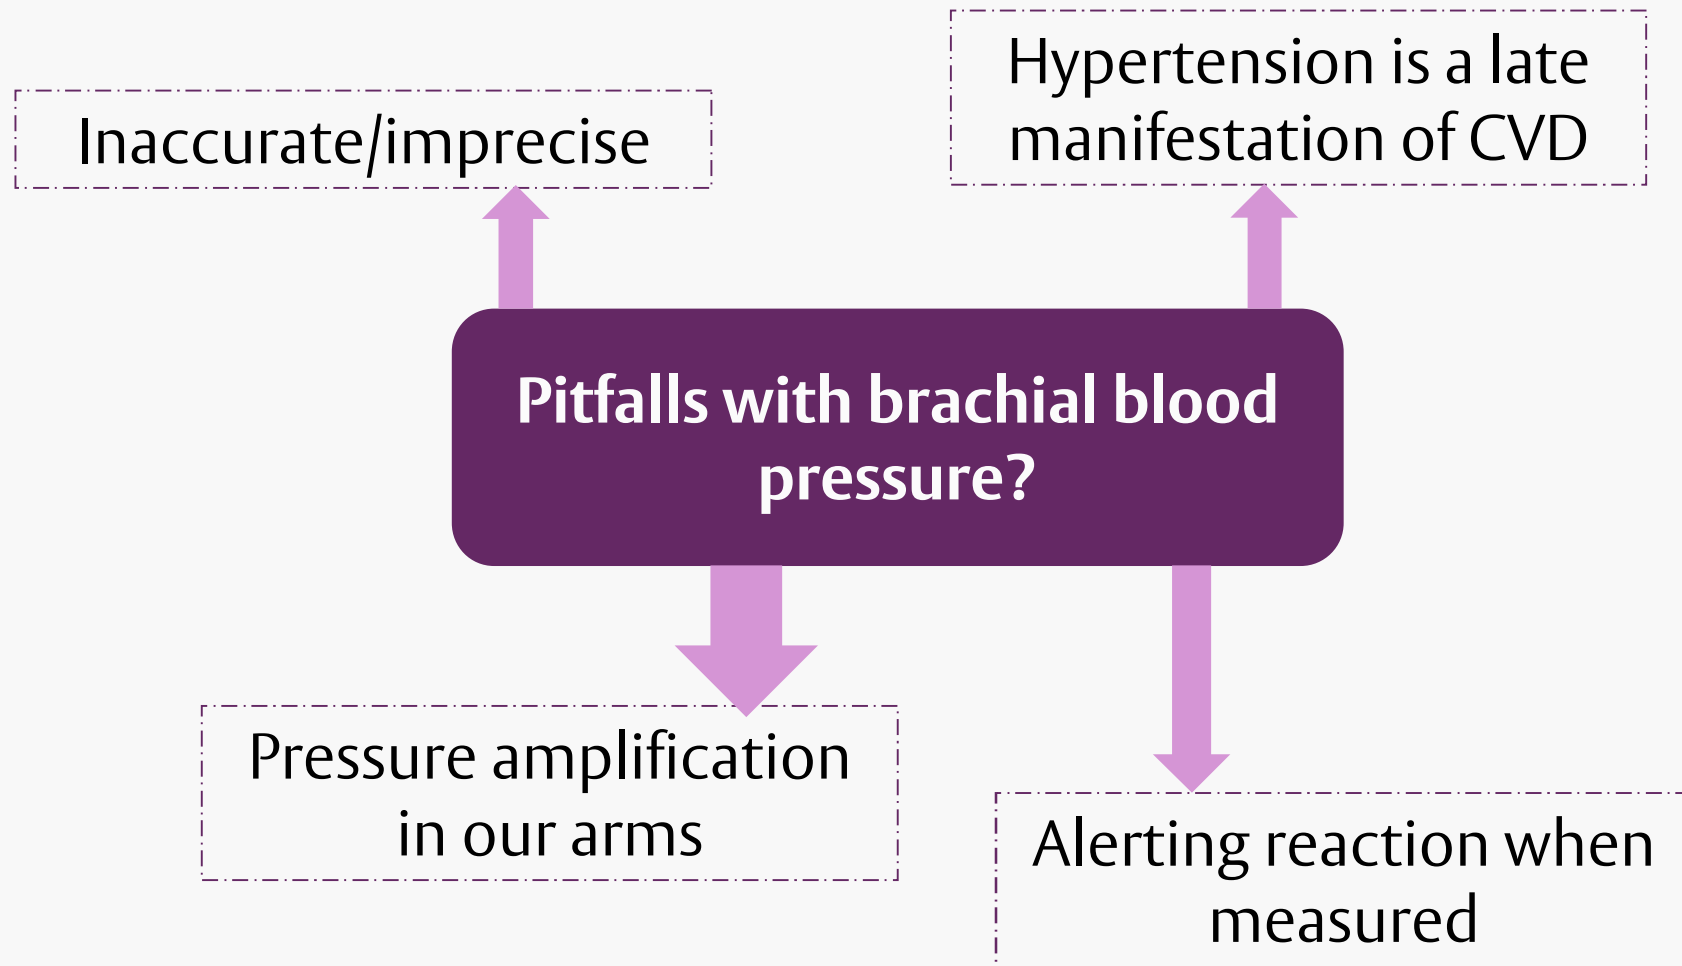 Inaccurate/imprecise
Hypertension is a late
manifestation of CVD
Pitfalls with brachial blood
pressure?
Pressure amplification
in our arms
Alerting reaction when
measured